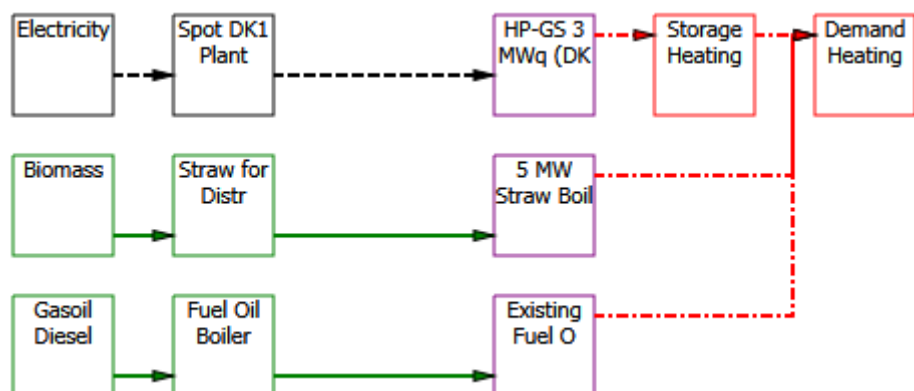 Electricity
Spot DK1
Plant
HP-GS 3
MWq (DK
Storage
Heating
Demand
Heating
Biomass
Straw for
Distr
5 MW
Straw Boil
Gasoil
Diesel
Fuel Oil
Boiler
Existing
Fuel O